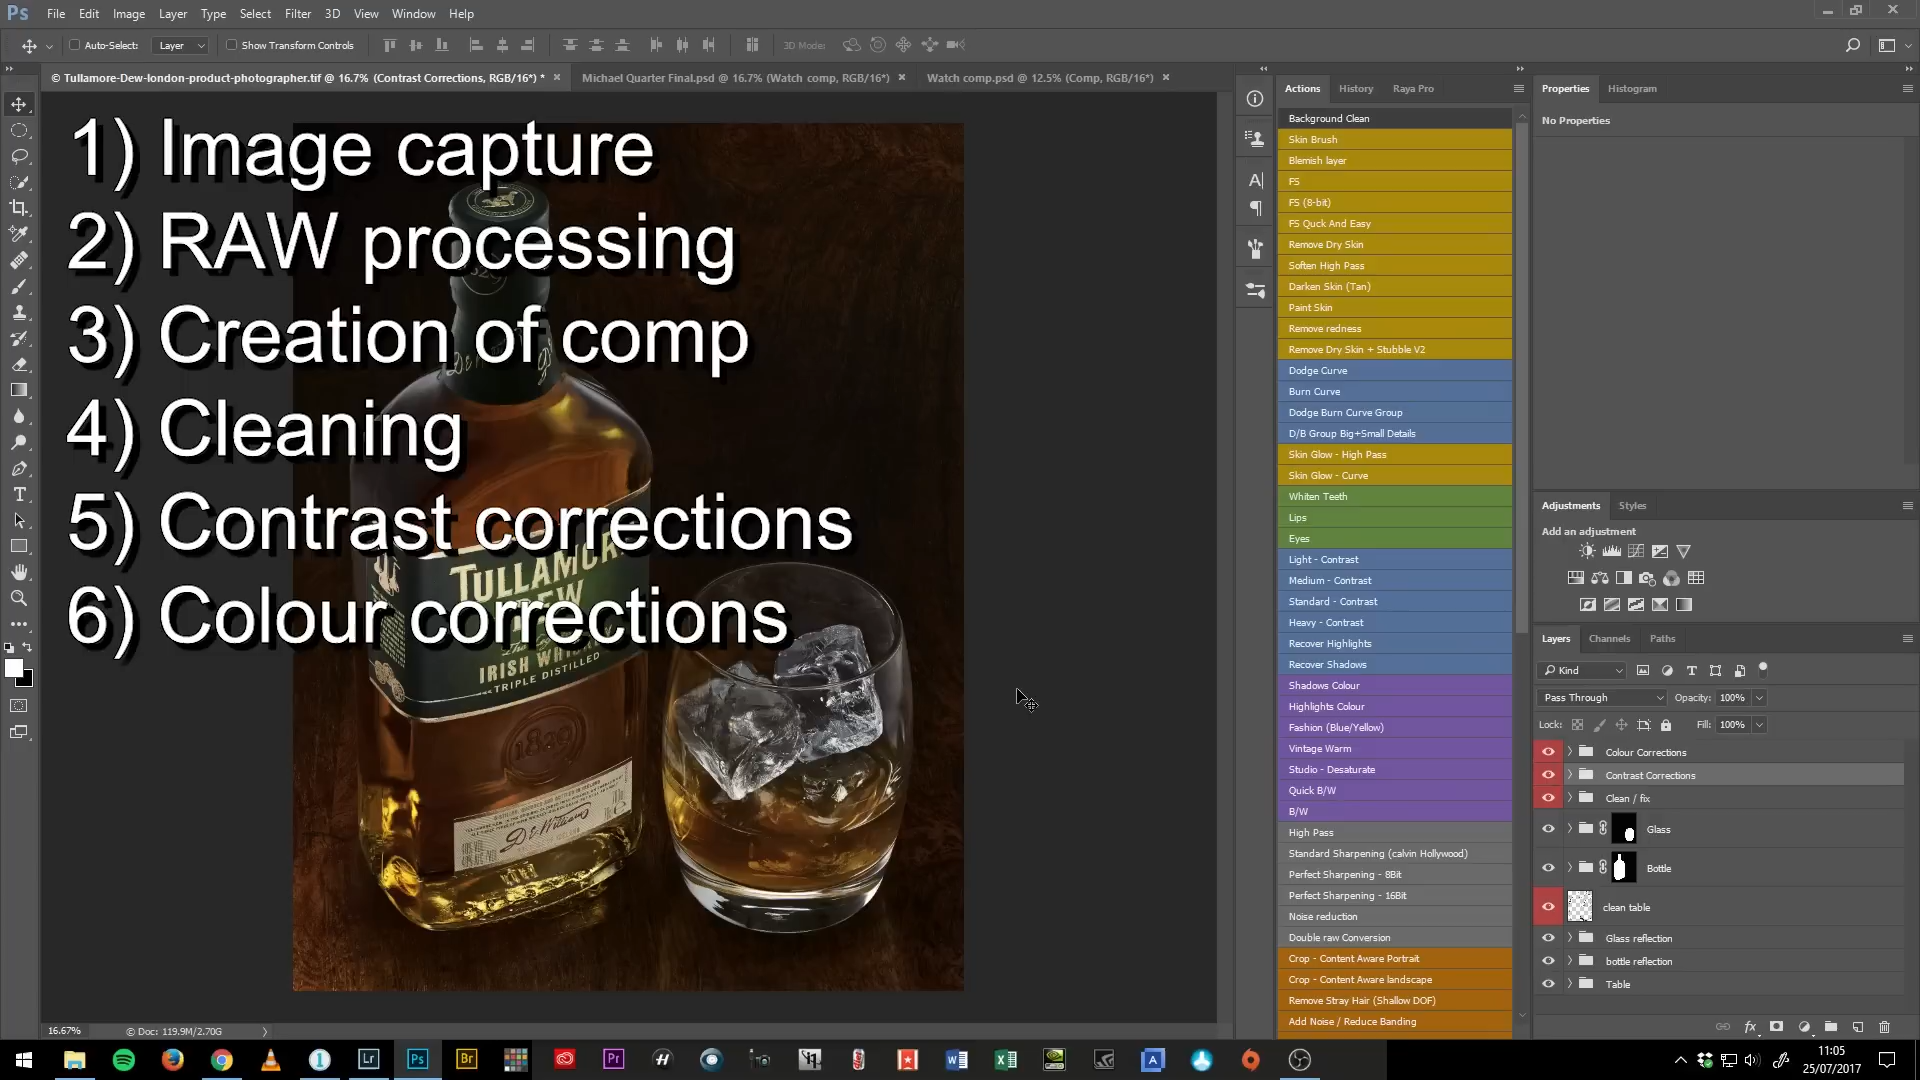 Ps File Edit Image Layer Type Select Filter 3D View Window Help
Auto-Select: Layer Show Transform Controls 3D Mode:
© Tullamore-Dew-london-product-photographer.tif @ 16.7% (Contrast Corrections, RGB/16*) *
Michael Quarter Final.psd @ 16.7% (Watch comp, RGB/16*)
Watch comp.psd @ 12.5% (Comp, RGB/16*)
1) Image capture
2) RAW processing
3) Creation of comp
4) Cleaning
5) Contrast corrections
6) Colour corrections
TULLAMOR
DEW
IRISH
TRIPLE DISTILLED
1829
16.67%
© Doc: 119.9M/2.70G
Actions History Raya Pro
Background Clean
Skin Brush
Blemish layer
FS
FS (8-bit)
FS Quck And Easy
Remove Dry Skin
Soften High Pass
Darken Skin (Tan)
Paint Skin
Remove redness
Remove Dry Skin + Stubble V2
Dodge Curve
Burn Curve
Dodge Burn Curve Group
D/B Group Big+Small Details
Skin Glow - High Pass
Skin Glow - Curve
Whiten Teeth
Lips
Eyes
Light - Contrast
Medium - Contrast
Standard - Contrast
Heavy - Contrast
Recover Highlights
Recover Shadows
Shadows Colour
Highlights Colour
Fashion (Blue/Yellow)
Vintage Warm
Studio - Desaturate
Quick B/W
B/W
High Pass
Standard Sharpening (calvin Hollywood)
Perfect Sharpening - 8Bit
Perfect Sharpening - 16Bit
Noise reduction
Double raw Conversion
Crop - Content Aware Portrait
Crop - Content Aware landscape
Remove Stray Hair (Shallow DOF)
Add Noise / Reduce Banding
Properties Histogram
No Properties
Adjustments Styles
Add an adjustment
Layers Channels Paths
Kind
Pass Through Opacity: 100%
Lock: Fill: 100%
Colour Corrections
Contrast Corrections
Clean / fix
Glass
Bottle
clean table
Glass reflection
bottle reflection
Table
fx
Lr Ps Br Pr
11:05
25/07/2017